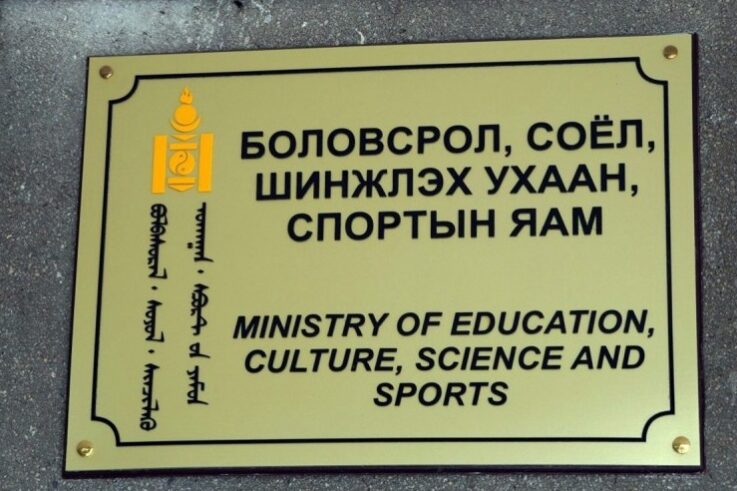 БОЛОВСРОЛ, СОЁЛ,
ШИНЖЛЭХ УХААН,
СПОРТЫН ЯАМ
MINISTRY OF EDUCATION,
CULTURE, SCIENCE AND
SPORTS